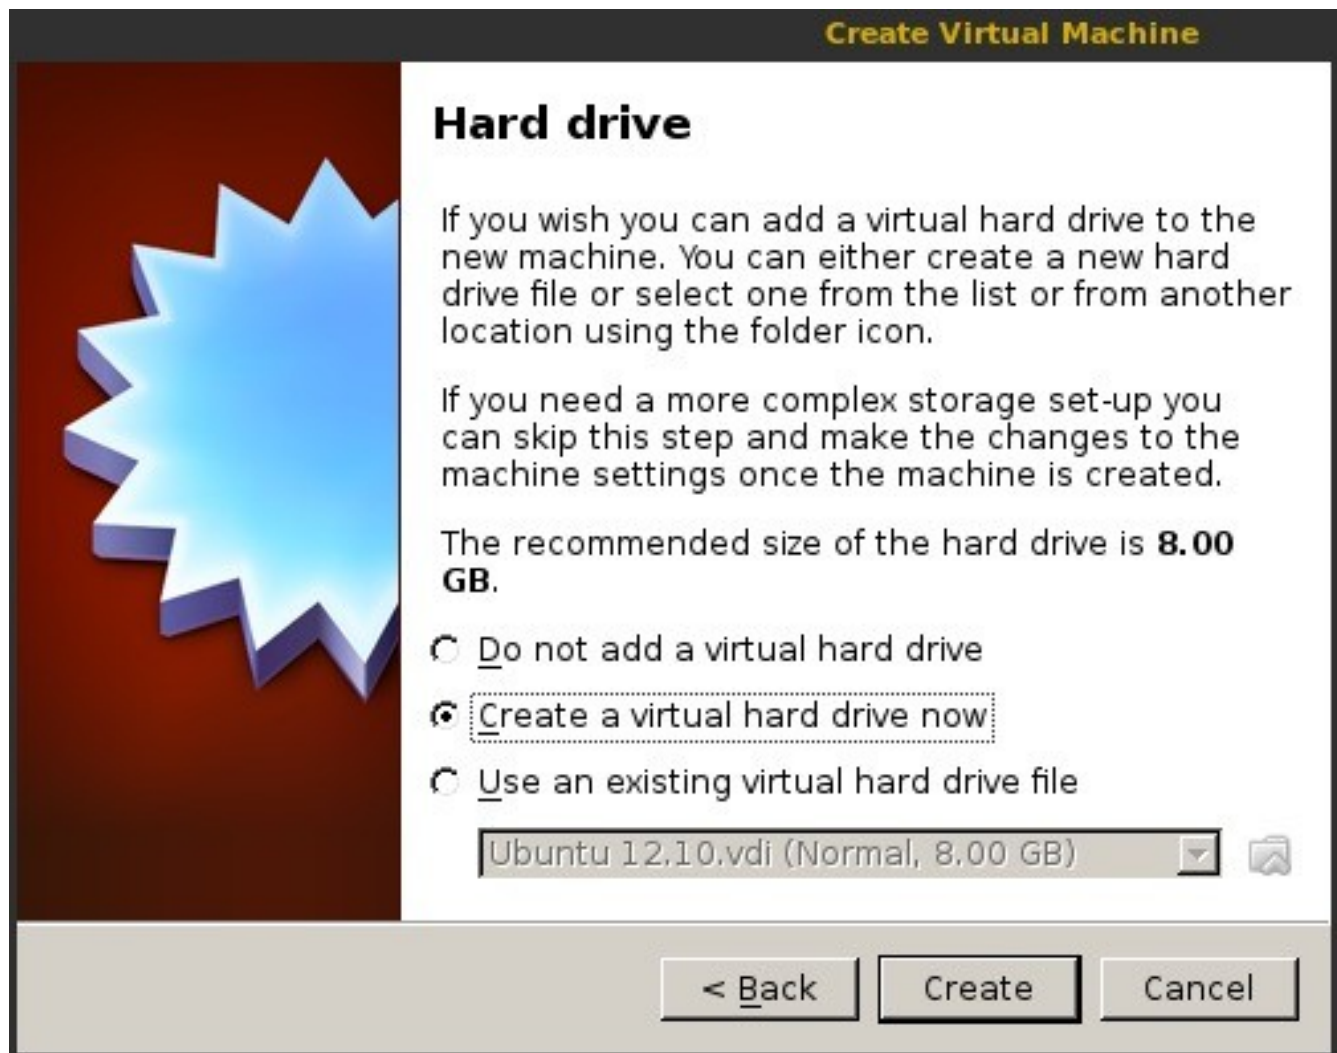 Create Virtual Machine
Hard drive
If you wish you can add a virtual hard drive to the
new machine. You can either create a new hard
drive file or select one from the list or from another
location using the folder icon.
If you need a more complex storage set-up you
can skip this step and make the changes to the
machine settings once the machine is created.
The recommended size of the hard drive is 8.00
GB.
Do not add a virtual hard drive
Create a virtual hard drive now
Use an existing virtual hard drive file
Ubuntu 12.10.vdi (Normal, 8.00 GB)
< Back Create Cancel